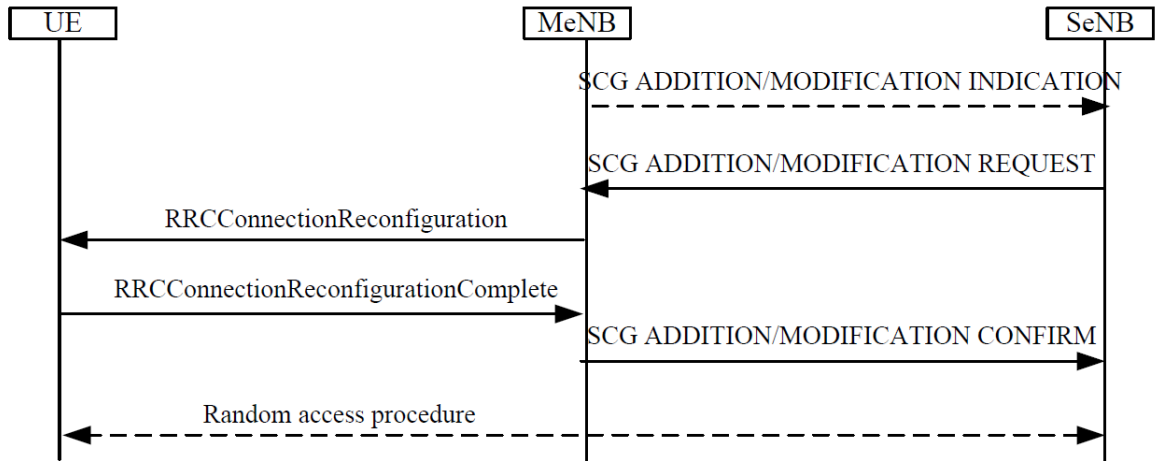 UE
MeNB
SeNB
SCG ADDITION/MODIFICATION INDICATION
SCG ADDITION/MODIFICATION REQUEST
RRCConnectionReconfiguration
RRCConnectionReconfigurationComplete
SCG ADDITION/MODIFICATION CONFIRM
Random access procedure